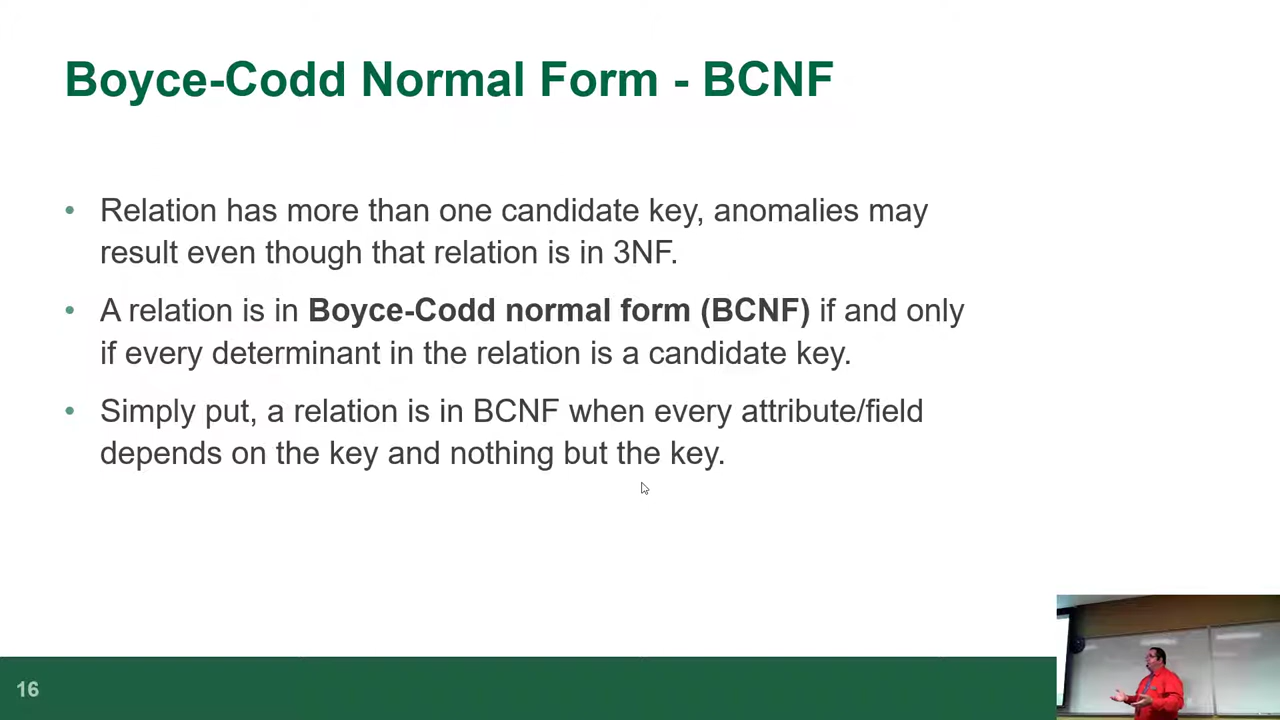 Boyce-Codd Normal Form - BCNF
• Relation has more than one candidate key, anomalies may
result even though that relation is in 3NF.
• A relation is in Boyce-Codd normal form (BCNF) if and only
if every determinant in the relation is a candidate key.
• Simply put, a relation is in BCNF when every attribute/field
depends on the key and nothing but the key.
16